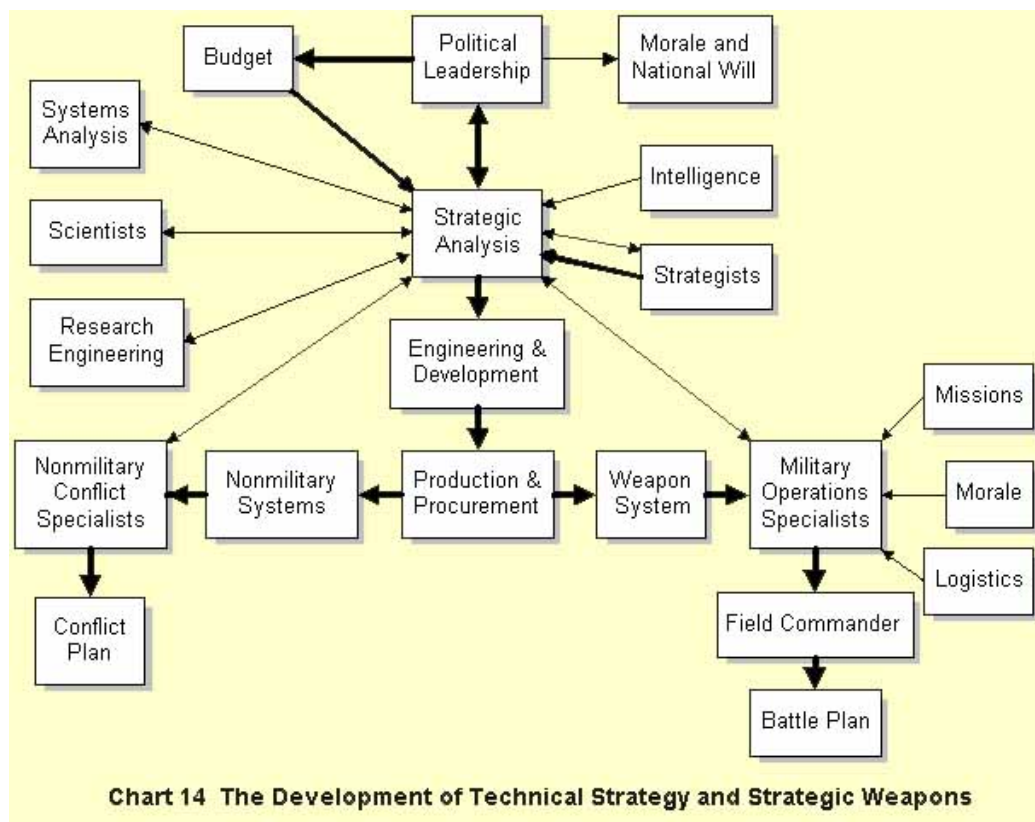 Budget
Political
Leadership
Morale and
National Will
Systems
Analysis
Intelligence
Scientists
Strategic
Analysis
Strategists
Research
Engineering
Engineering &
Development
Missions
Nonmilitary
Conflict
Specialists
Nonmilitary
Systems
Production &
Procurement
Weapon
System
Military
Operations
Specialists
Morale
Logistics
Conflict
Plan
Field Commander
Battle Plan
Chart 14 The Development of Technical Strategy and Strategic Weapons